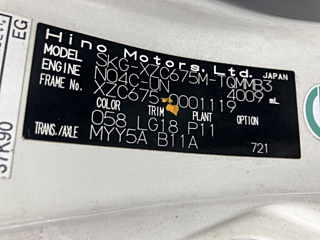 Hino Motors, Ltd. JAPAN
MODEL SKG-XZC675M-TQMMB3
ENGINE N04C-UN 4009 mL
FRAME No. XZC675-0001119
COLOR TRIM PLANT OPTION
058 LG18 P11
TRANS./AXLE MYY5A B11A
721
EG
37K90